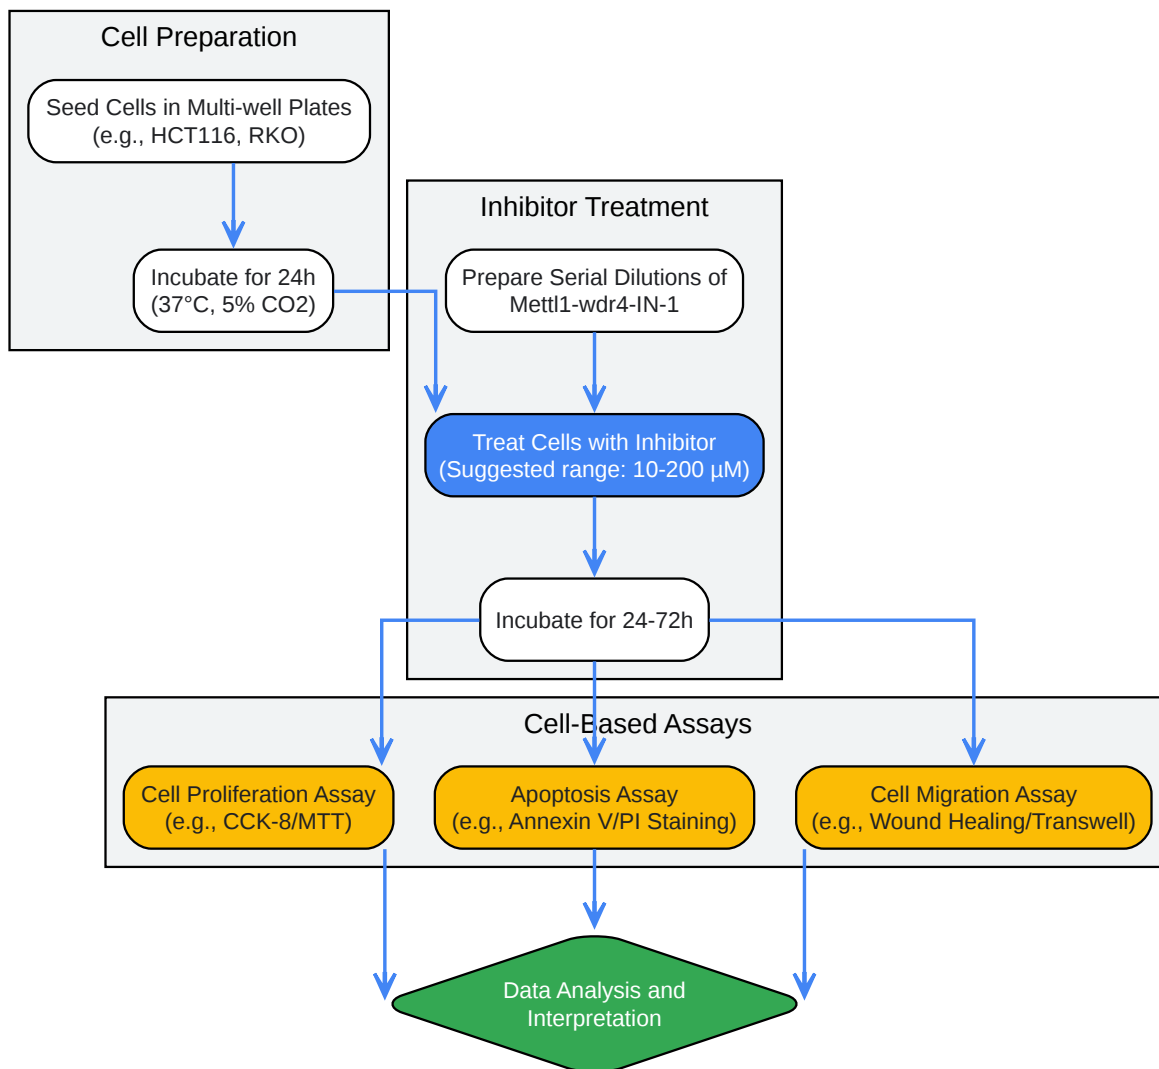 Cell Preparation
Seed Cells in Multi-well Plates
(e.g., HCT116, RKO)
Incubate for 24h
(37°C, 5% CO2)
Inhibitor Treatment
Prepare Serial Dilutions of
Mettl1-wdr4-IN-1
Treat Cells with Inhibitor
(Suggested range: 10-200 µM)
Incubate for 24-72h
Cell-Based Assays
Cell Proliferation Assay
(e.g., CCK-8/MTT)
Apoptosis Assay
(e.g., Annexin V/PI Staining)
Cell Migration Assay
(e.g., Wound Healing/Transwell)
Data Analysis and
Interpretation